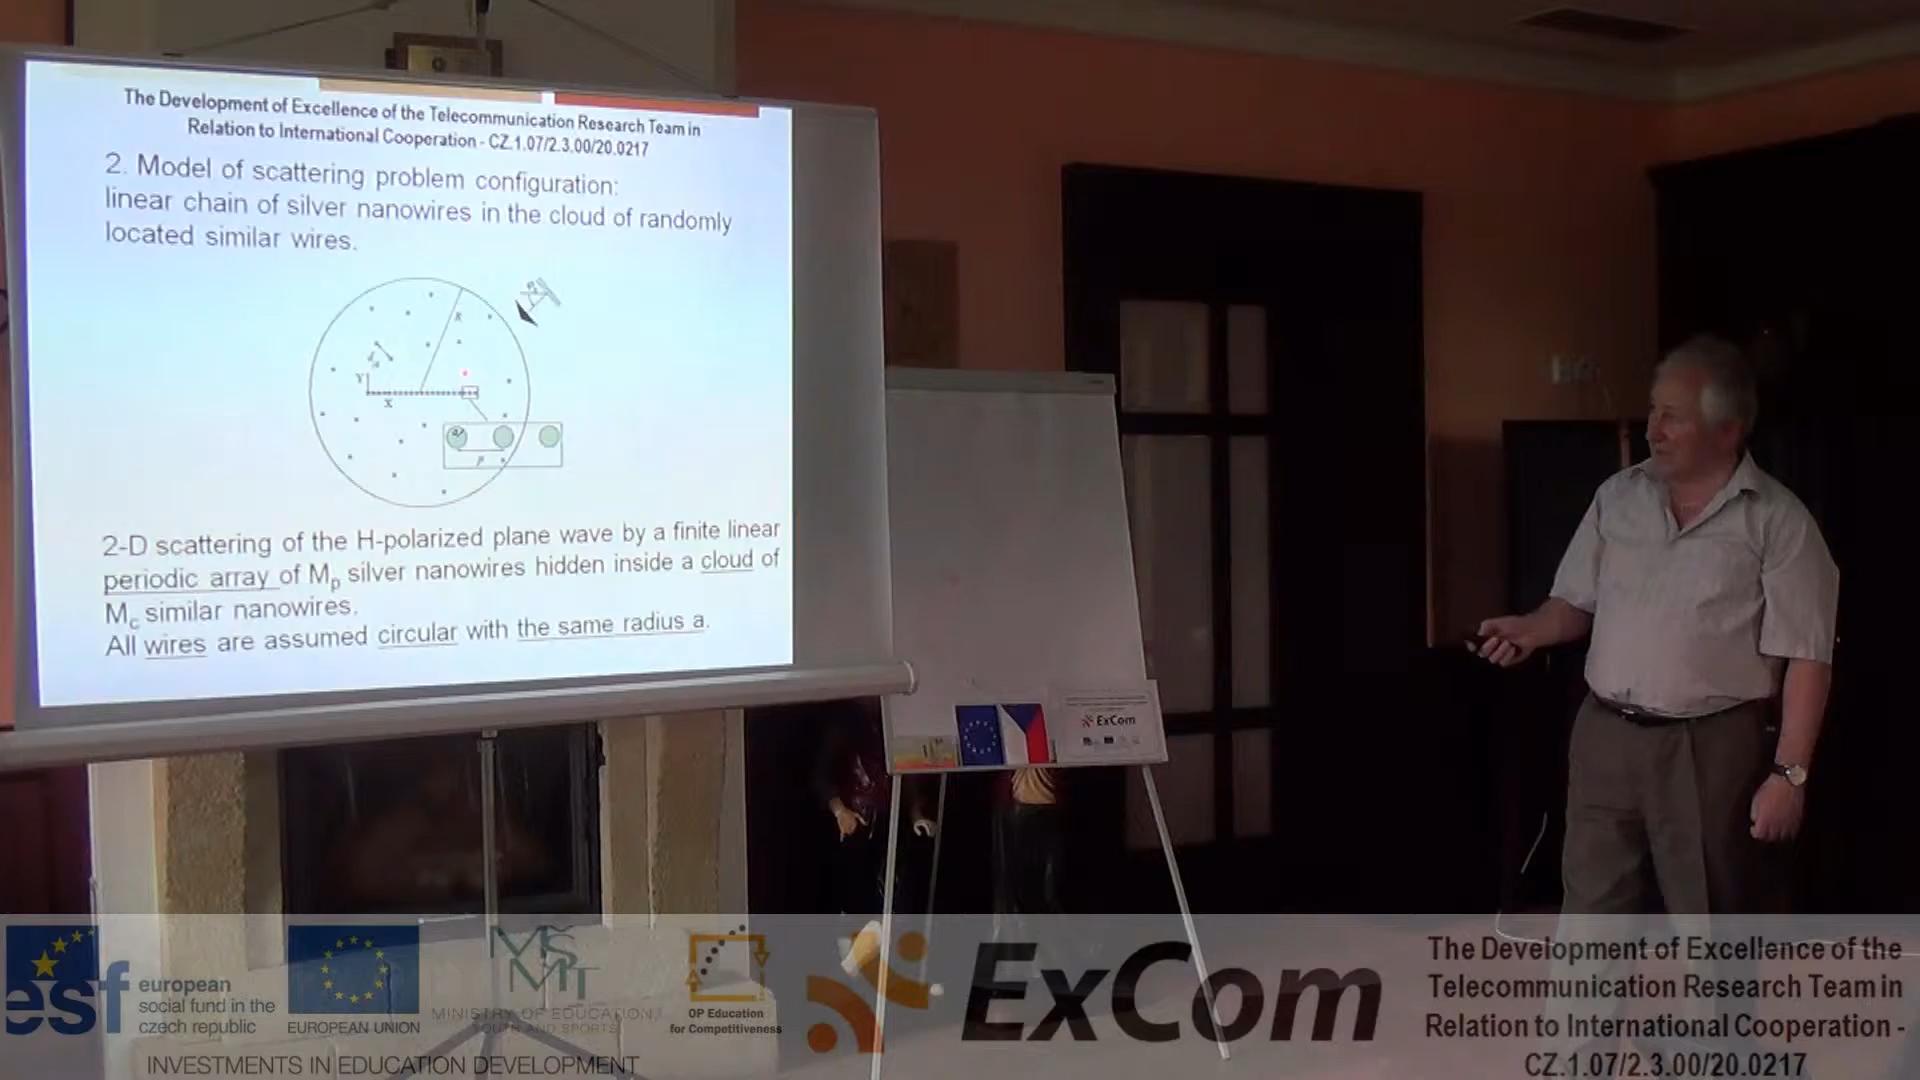 The Development of Excellence of the Telecommunication Research Team in
Relation to International Cooperation - CZ.1.07/2.3.00/20.0217
2. Model of scattering problem configuration:
linear chain of silver nanowires in the cloud of randomly
located similar wires.
R
Y
X
a
p
2-D scattering of the H-polarized plane wave by a finite linear
periodic array of Mp silver nanowires hidden inside a cloud of
Mc similar nanowires.
All wires are assumed circular with the same radius a.
ExCom
esf
european
social fund in the
czech republic
EUROPEAN UNION
MŠMT
MINISTRY OF EDUCATION,
YOUTH AND SPORTS
OP Education
for Competitiveness
INVESTMENTS IN EDUCATION DEVELOPMENT
ExCom
The Development of Excellence of the
Telecommunication Research Team in
Relation to International Cooperation -
CZ.1.07/2.3.00/20.0217